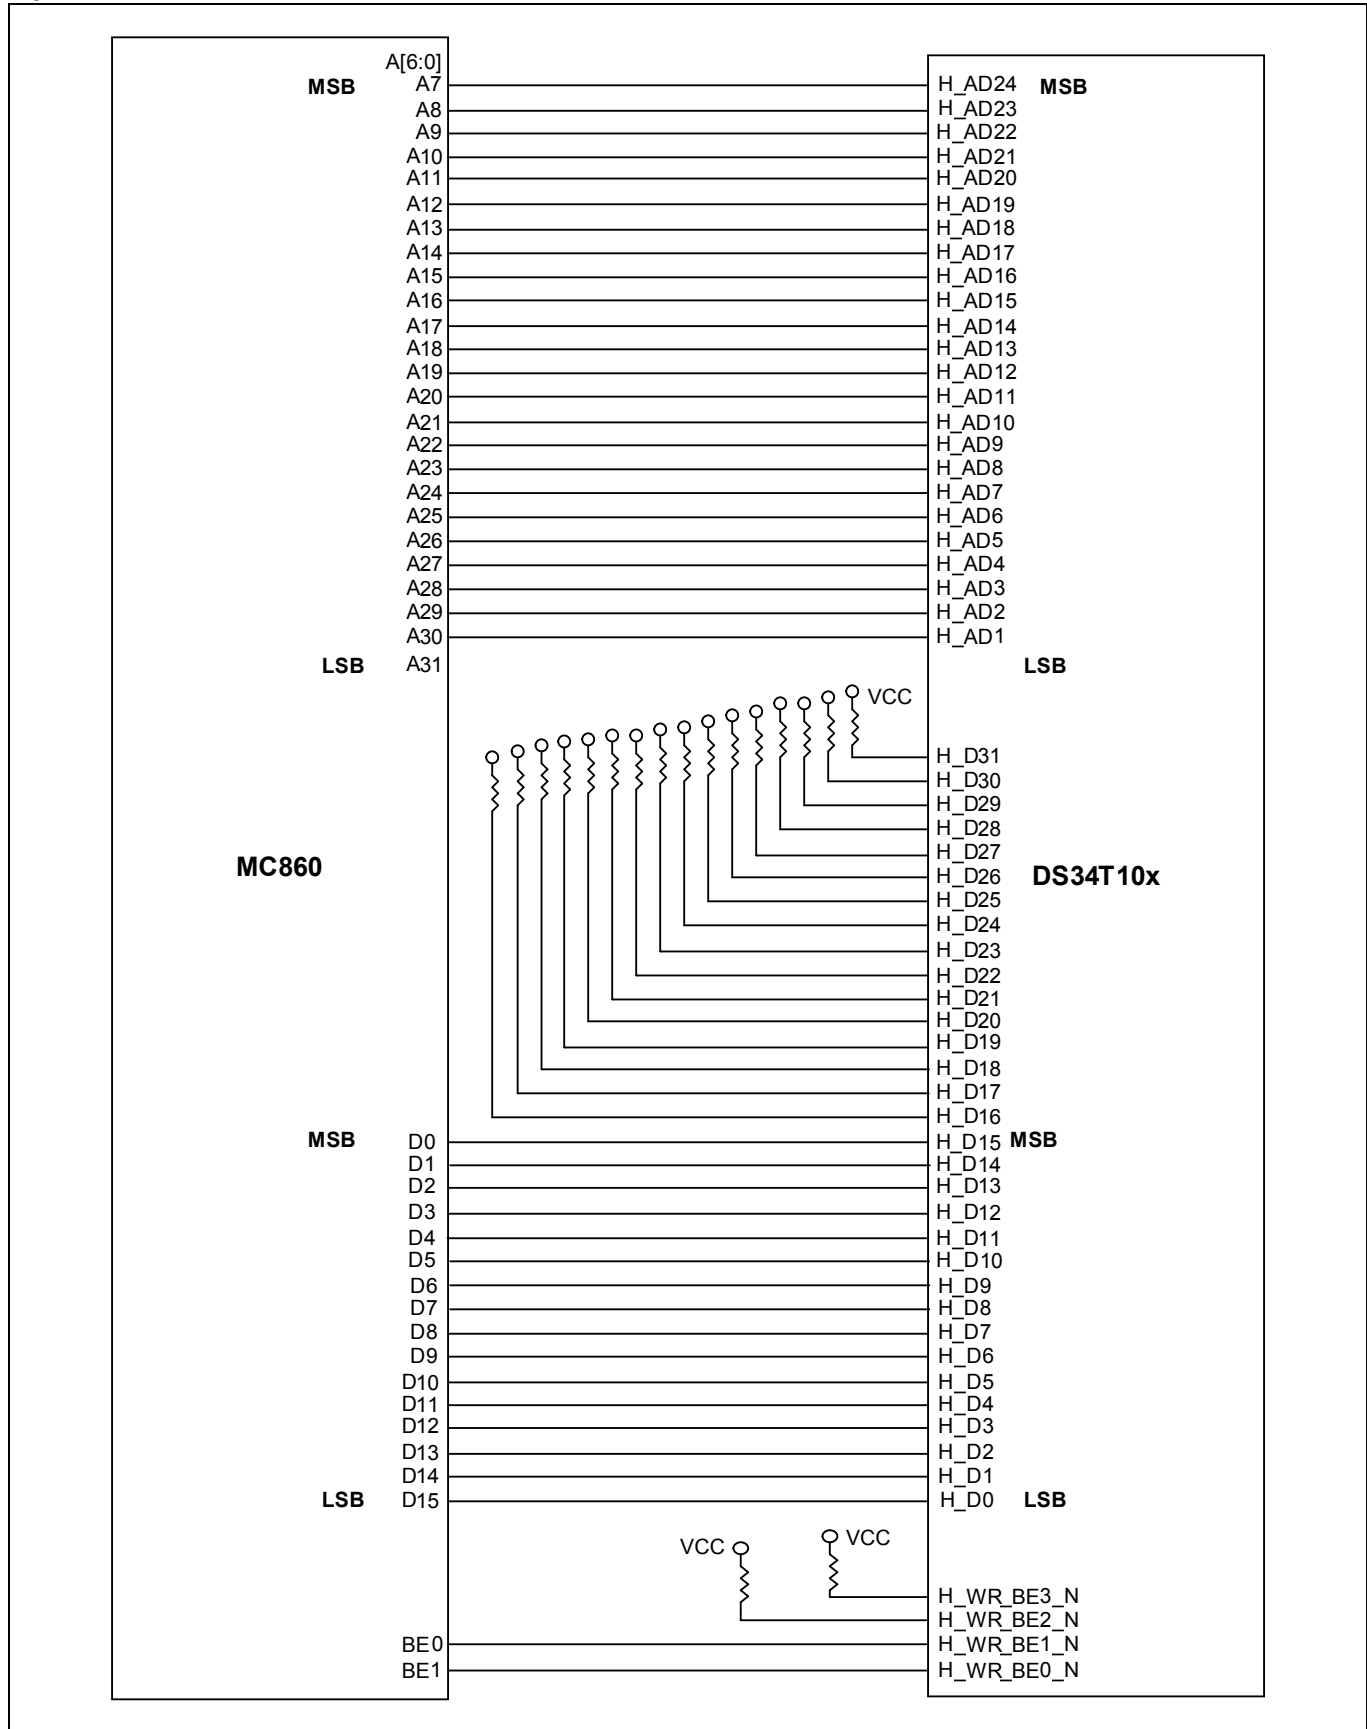 A[6:0]
MSB A7 H_AD24 MSB
A8 H_AD23
A9 H_AD22
A10 H_AD21
A11 H_AD20
A12 H_AD19
A13 H_AD18
A14 H_AD17
A15 H_AD16
A16 H_AD15
A17 H_AD14
A18 H_AD13
A19 H_AD12
A20 H_AD11
A21 H_AD10
A22 H_AD9
A23 H_AD8
A24 H_AD7
A25 H_AD6
A26 H_AD5
A27 H_AD4
A28 H_AD3
A29 H_AD2
A30 H_AD1
LSB A31 LSB
VCC
H_D31
H_D30
H_D29
H_D28
H_D27
MC860
H_D26
DS34T10x
H_D25
H_D24
H_D23
H_D22
H_D21
H_D20
H_D19
H_D18
H_D17
H_D16
MSB D0 H_D15 MSB
D1 H_D14
D2 H_D13
D3 H_D12
D4 H_D11
D5 H_D10
D6 H_D9
D7 H_D8
D8 H_D7
D9 H_D6
D10 H_D5
D11 H_D4
D12 H_D3
D13 H_D2
D14 H_D1
LSB D15 H_D0 LSB
VCC VCC
H_WR_BE3_N
H_WR_BE2_N
BE0 H_WR_BE1_N
BE1 H_WR_BE0_N